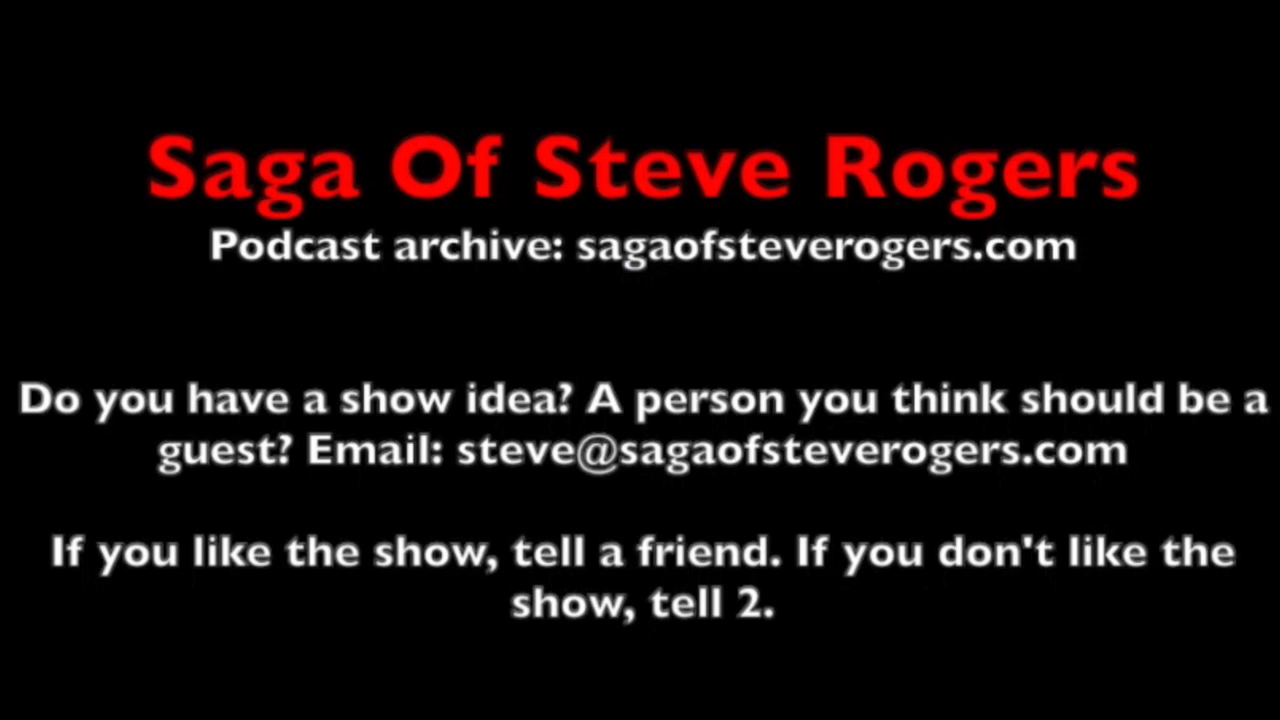 Saga Of Steve Rogers
Podcast archive: sagaofsteverogers.com
Do you have a show idea? A person you think should be a
guest? Email: steve@sagaofsteverogers.com
If you like the show, tell a friend. If you don't like the
show, tell 2.